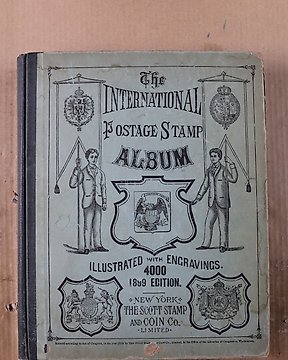 The
INTERNATIONAL
POSTAGE STAMP
ALBUM
ILLUSTRATED WITH ENGRAVINGS.
4000
1899 EDITION.
NEW YORK
THE SCOTT STAMP
AND COIN Co.
LIMITED